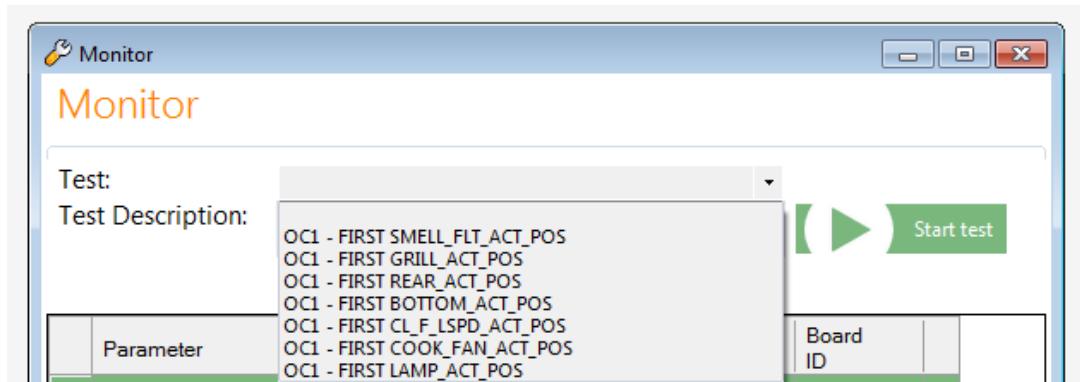 Monitor
Monitor
Test:
Test Description:
OC1 - FIRST SMELL_FLT_ACT_POS
OC1 - FIRST GRILL_ACT_POS
OC1 - FIRST REAR_ACT_POS
OC1 - FIRST BOTTOM_ACT_POS
OC1 - FIRST CL_F_LSPD_ACT_POS
OC1 - FIRST COOK_FAN_ACT_POS
OC1 - FIRST LAMP_ACT_POS
Start test
Parameter
Board
ID